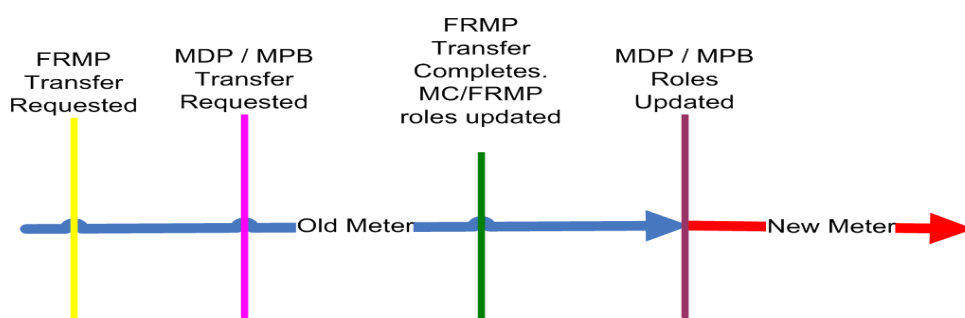 FRMP
Transfer
Requested
MDP / MPB
Transfer
Requested
FRMP
Transfer
Completes.
MC/FRMP
roles updated
MDP / MPB
Roles
Updated
Old Meter
New Meter